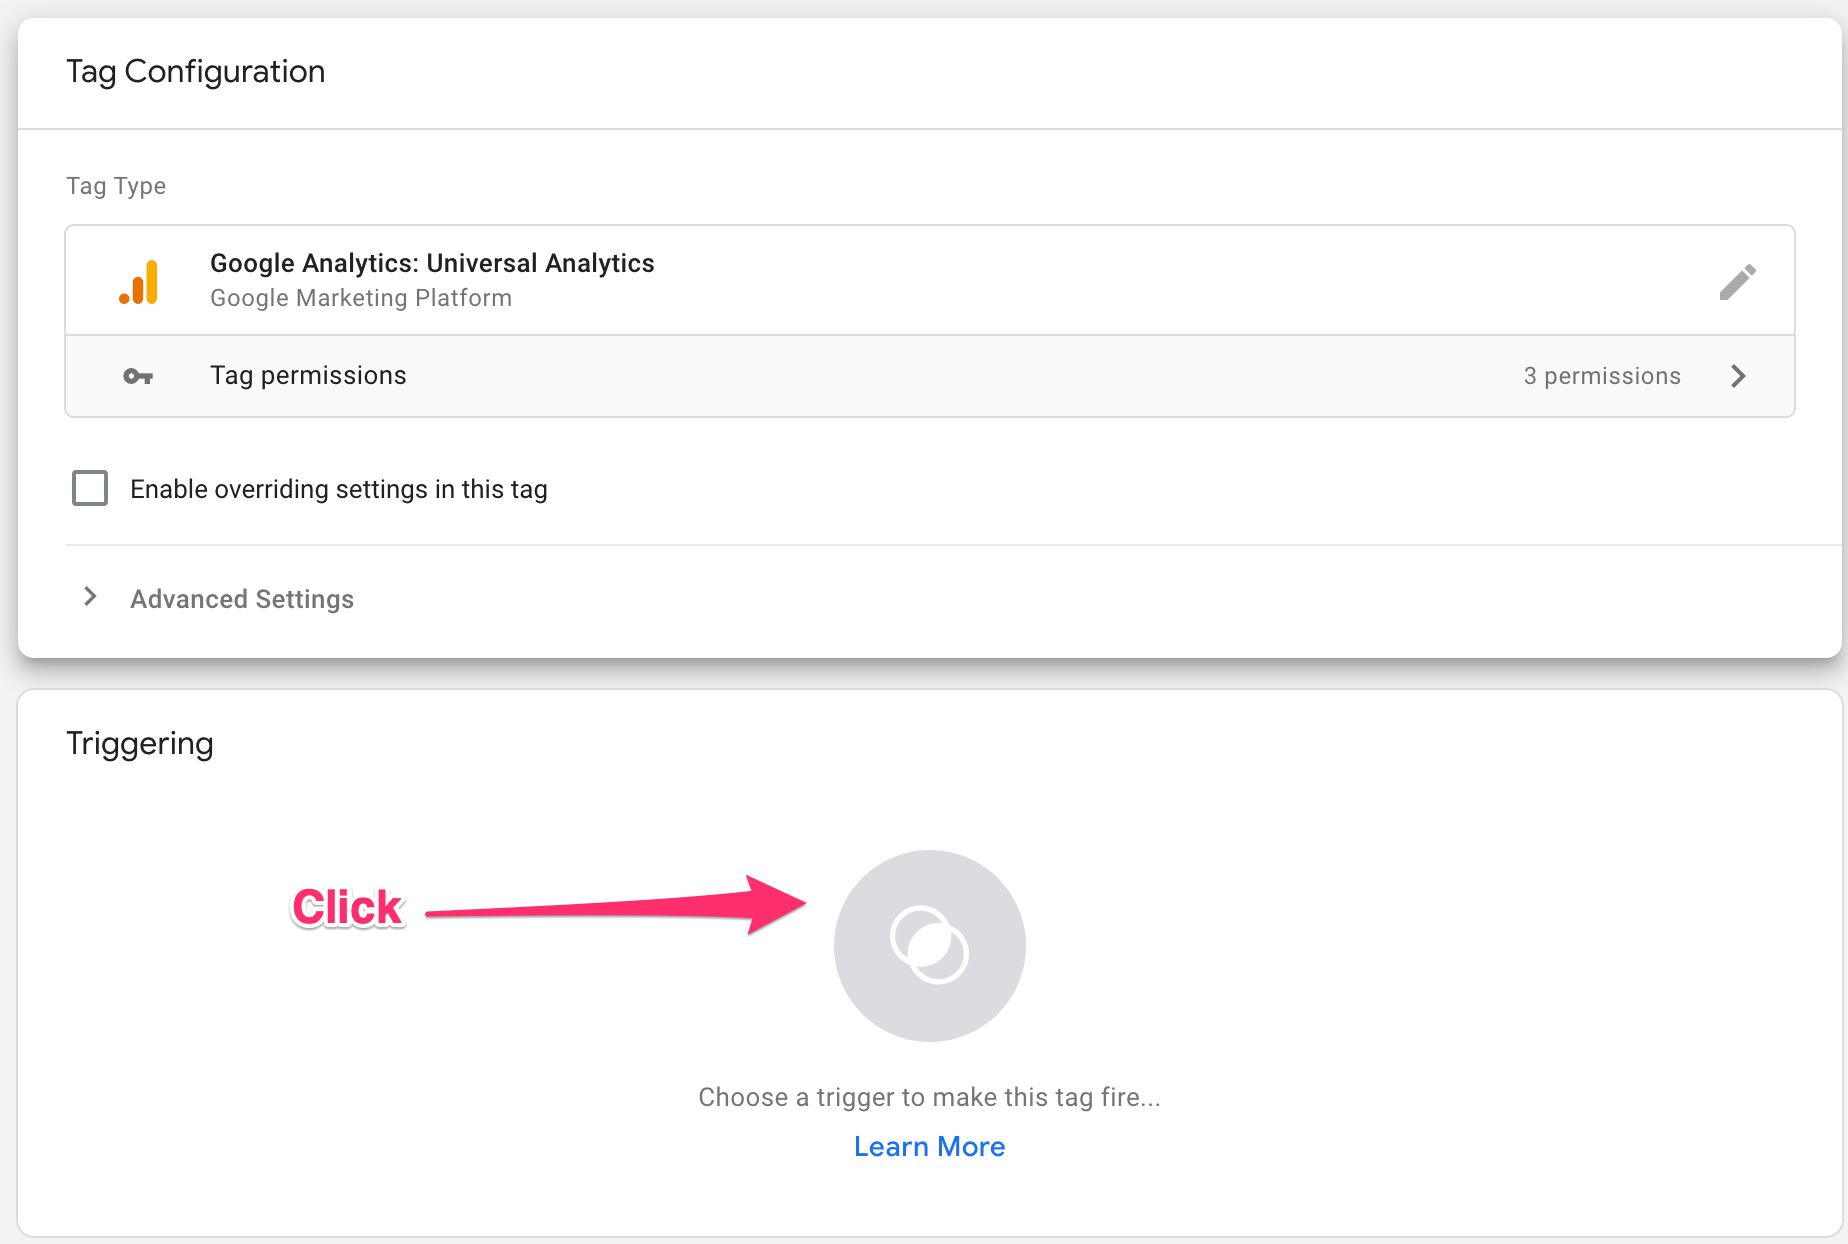 Tag Configuration
Tag Type
Google Analytics: Universal Analytics
Google Marketing Platform
Tag permissions
3 permissions
Enable overriding settings in this tag
Advanced Settings
Triggering
Click
Choose a trigger to make this tag fire...
Learn More